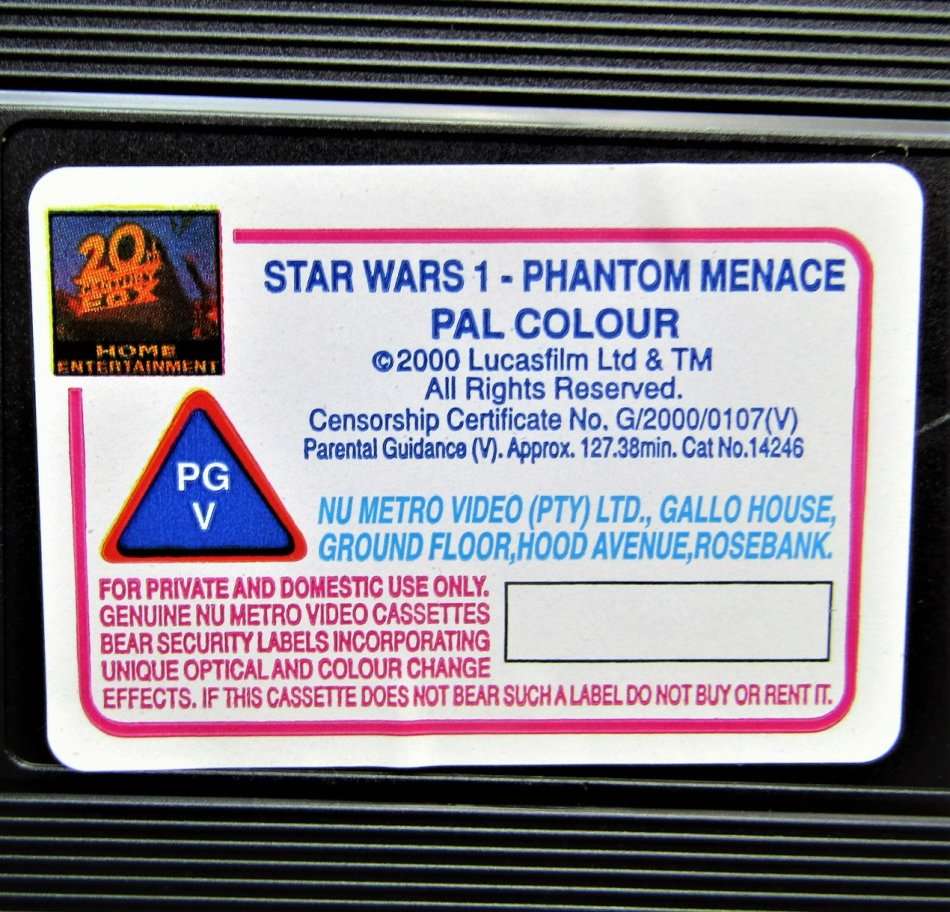 20th
CENTURY
FOX
HOME
ENTERTAINMENT
STAR WARS 1 - PHANTOM MENACE
PAL COLOUR
©2000 Lucasfilm Ltd & TM
All Rights Reserved.
Censorship Certificate No. G/2000/0107(V)
Parental Guidance (V). Approx. 127.38min. Cat No.14246
PG
V
NU METRO VIDEO (PTY) LTD., GALLO HOUSE,
GROUND FLOOR,HOOD AVENUE,ROSEBANK.
FOR PRIVATE AND DOMESTIC USE ONLY.
GENUINE NU METRO VIDEO CASSETTES
BEAR SECURITY LABELS INCORPORATING
UNIQUE OPTICAL AND COLOUR CHANGE
EFFECTS. IF THIS CASSETTE DOES NOT BEAR SUCH A LABEL DO NOT BUY OR RENT IT.